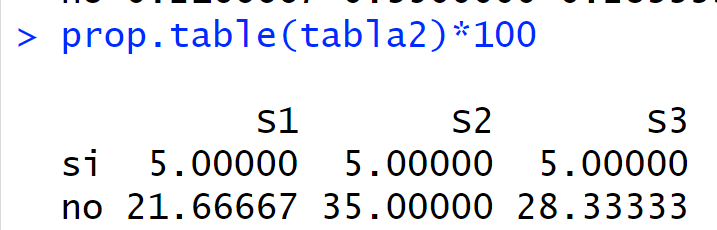 > prop.table(tabla2)*100
S1 S2 S3
si 5.00000 5.00000 5.00000
no 21.66667 35.00000 28.33333